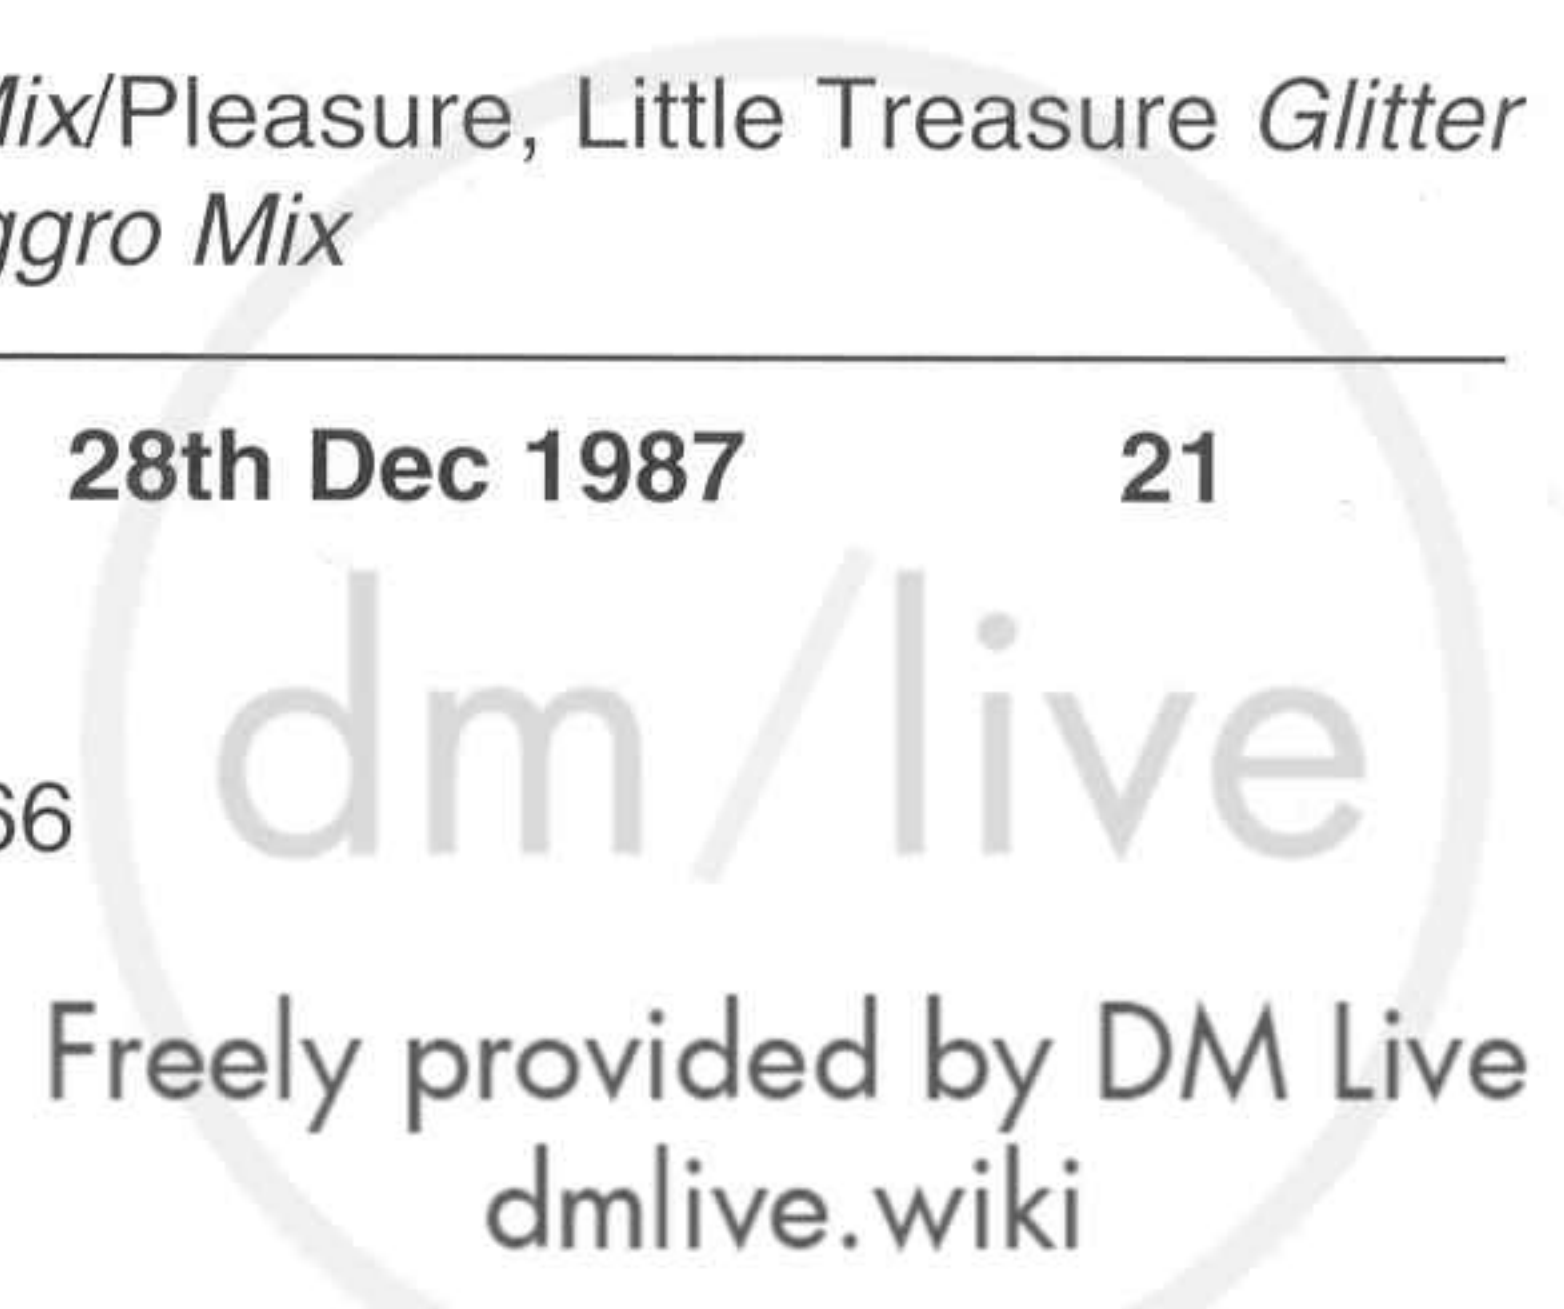 Mix/Pleasure, Little Treasure Glitter
ggro Mix
28th Dec 1987 21
dm/live
66
Freely provided by DM Live
dmlive.wiki